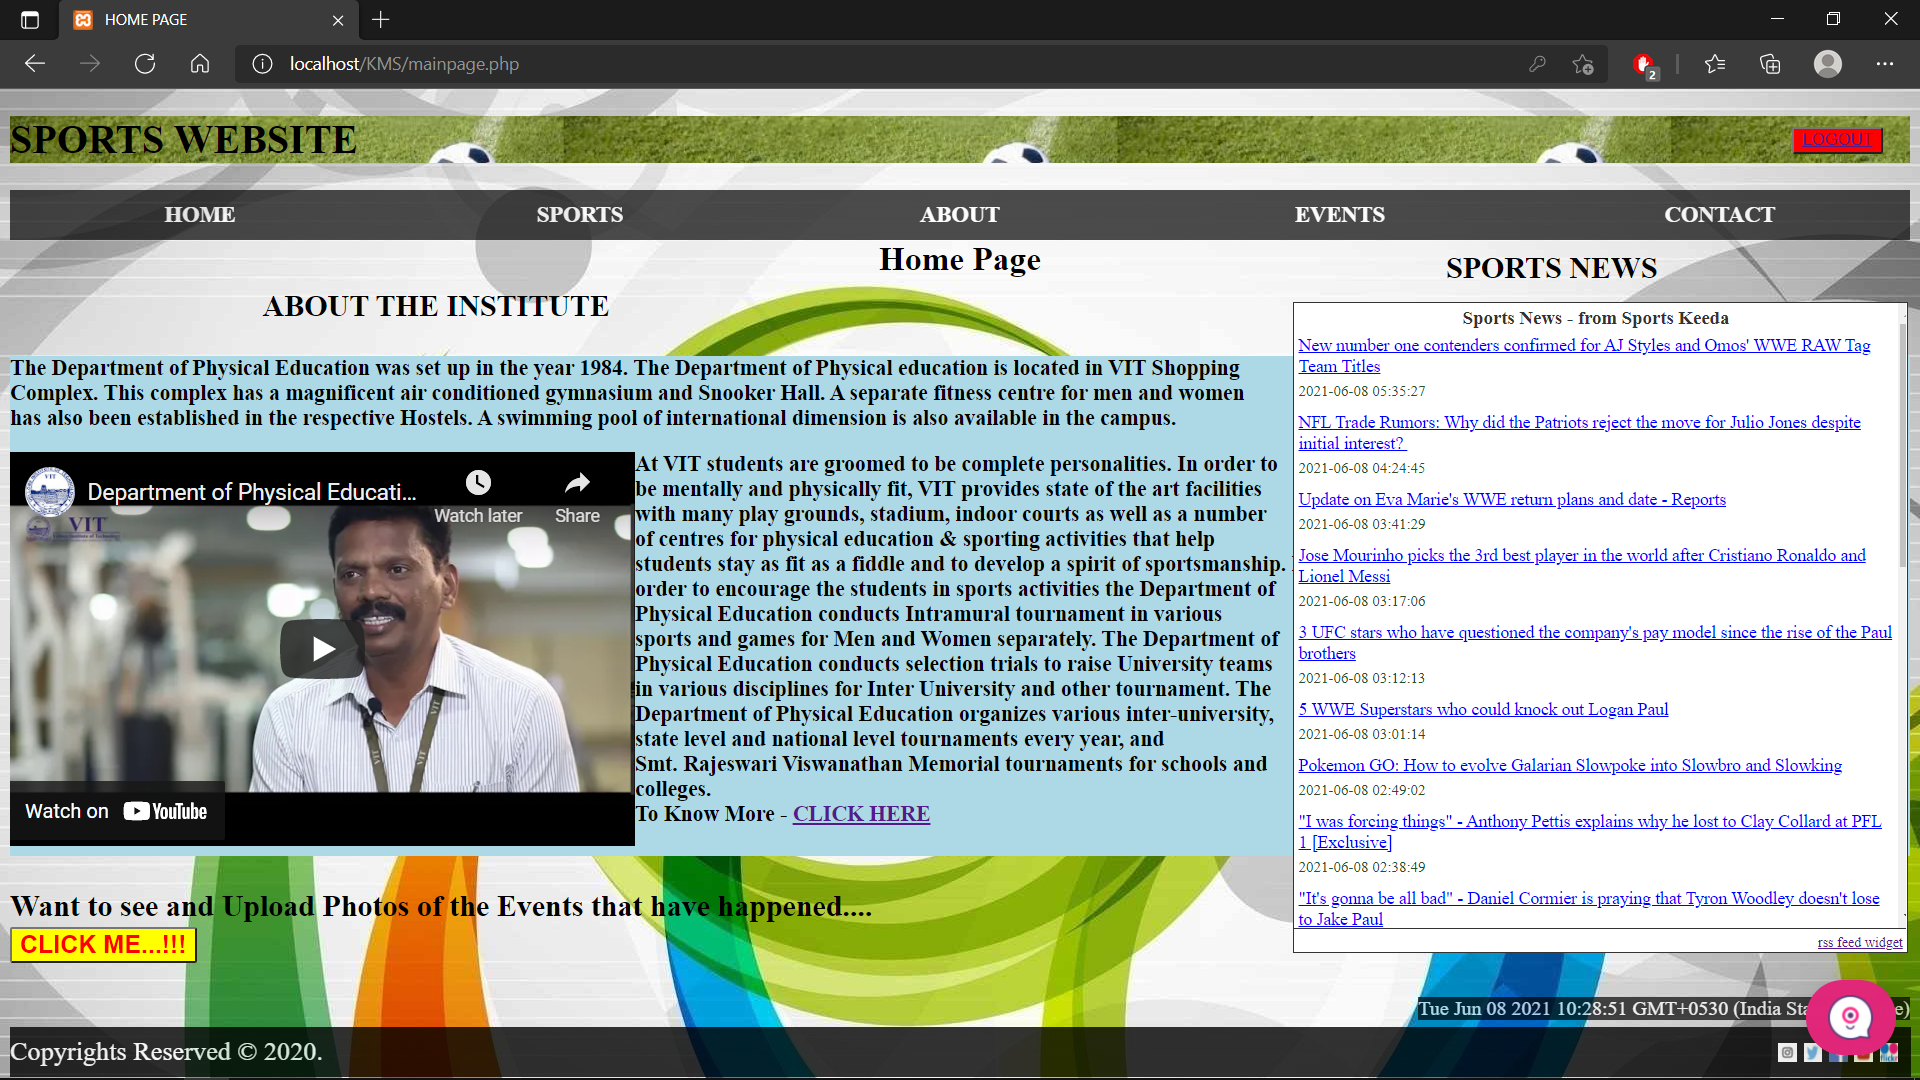 HOME PAGE
localhost/KMS/mainpage.php
2
SPORTS WEBSITE
LOGOUT
HOME
SPORTS
ABOUT
EVENTS
CONTACT
Home Page
SPORTS NEWS
ABOUT THE INSTITUTE
The Department of Physical Education was set up in the year 1984. The Department of Physical education is located in VIT Shopping
Complex. This complex has a magnificent air conditioned gymnasium and Snooker Hall. A separate fitness centre for men and women
has also been established in the respective Hostels. A swimming pool of international dimension is also available in the campus.
Department of Physical Educati...
Watch later
Share
VIT
Watch on YouTube
At VIT students are groomed to be complete personalities. In order to
be mentally and physically fit, VIT provides state of the art facilities
with many play grounds, stadium, indoor courts as well as a number
of centres for physical education & sporting activities that help
students stay as fit as a fiddle and to develop a spirit of sportsmanship.
order to encourage the students in sports activities the Department of
Physical Education conducts Intramural tournament in various
sports and games for Men and Women separately. The Department of
Physical Education conducts selection trials to raise University teams
in various disciplines for Inter University and other tournament. The
Department of Physical Education organizes various inter-university,
state level and national level tournaments every year, and
Smt. Rajeswari Viswanathan Memorial tournaments for schools and
colleges.
To Know More - CLICK HERE
Sports News - from Sports Keeda
New number one contenders confirmed for AJ Styles and Omos' WWE RAW Tag
Team Titles
2021-06-08 05:35:27
NFL Trade Rumors: Why did the Patriots reject the move for Julio Jones despite
initial interest?
2021-06-08 04:24:45
Update on Eva Marie's WWE return plans and date - Reports
2021-06-08 03:41:29
Jose Mourinho picks the 3rd best player in the world after Cristiano Ronaldo and
Lionel Messi
2021-06-08 03:17:06
3 UFC stars who have questioned the company's pay model since the rise of the Paul
brothers
2021-06-08 03:12:13
5 WWE Superstars who could knock out Logan Paul
2021-06-08 03:01:14
Pokemon GO: How to evolve Galarian Slowpoke into Slowbro and Slowking
2021-06-08 02:49:02
"I was forcing things" - Anthony Pettis explains why he lost to Clay Collard at PFL
1 [Exclusive]
2021-06-08 02:38:49
"It's gonna be all bad" - Daniel Cormier is praying that Tyron Woodley doesn't lose
to Jake Paul
rss feed widget
Want to see and Upload Photos of the Events that have happened....
CLICK ME...!!!
Tue Jun 08 2021 10:28:51 GMT+0530 (India
Copyrights Reserved © 2020.